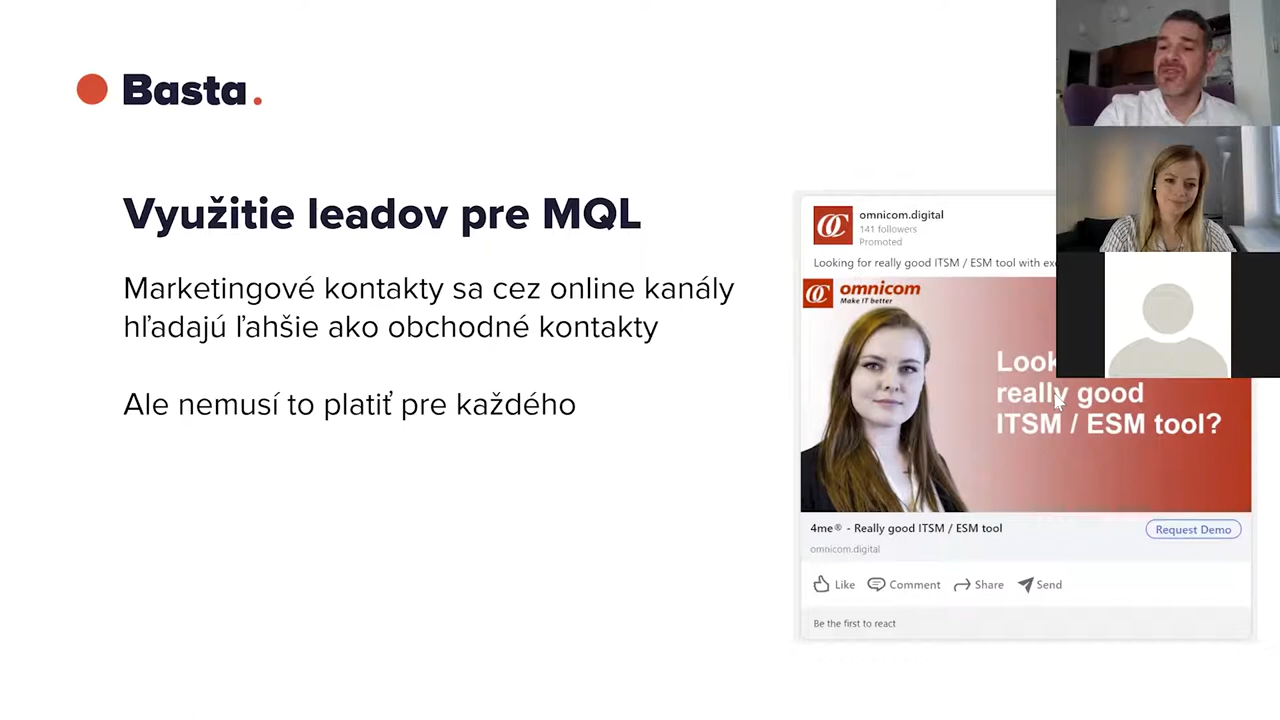 Basta.
Využitie leadov pre MQL
Marketingové kontakty sa cez online kanály
hľadajú ľahšie ako obchodné kontakty
Ale nemusí to platiť pre každého
omnicom.digital
141 followers
Promoted
Looking for really good ITSM / ESM tool with
OC omnicom
Make IT better
really good
ITSM / ESM tool?
4me® - Really good ITSM / ESM tool
Request Demo
omnicom.digital
Like Comment Share Send
Be the first to react